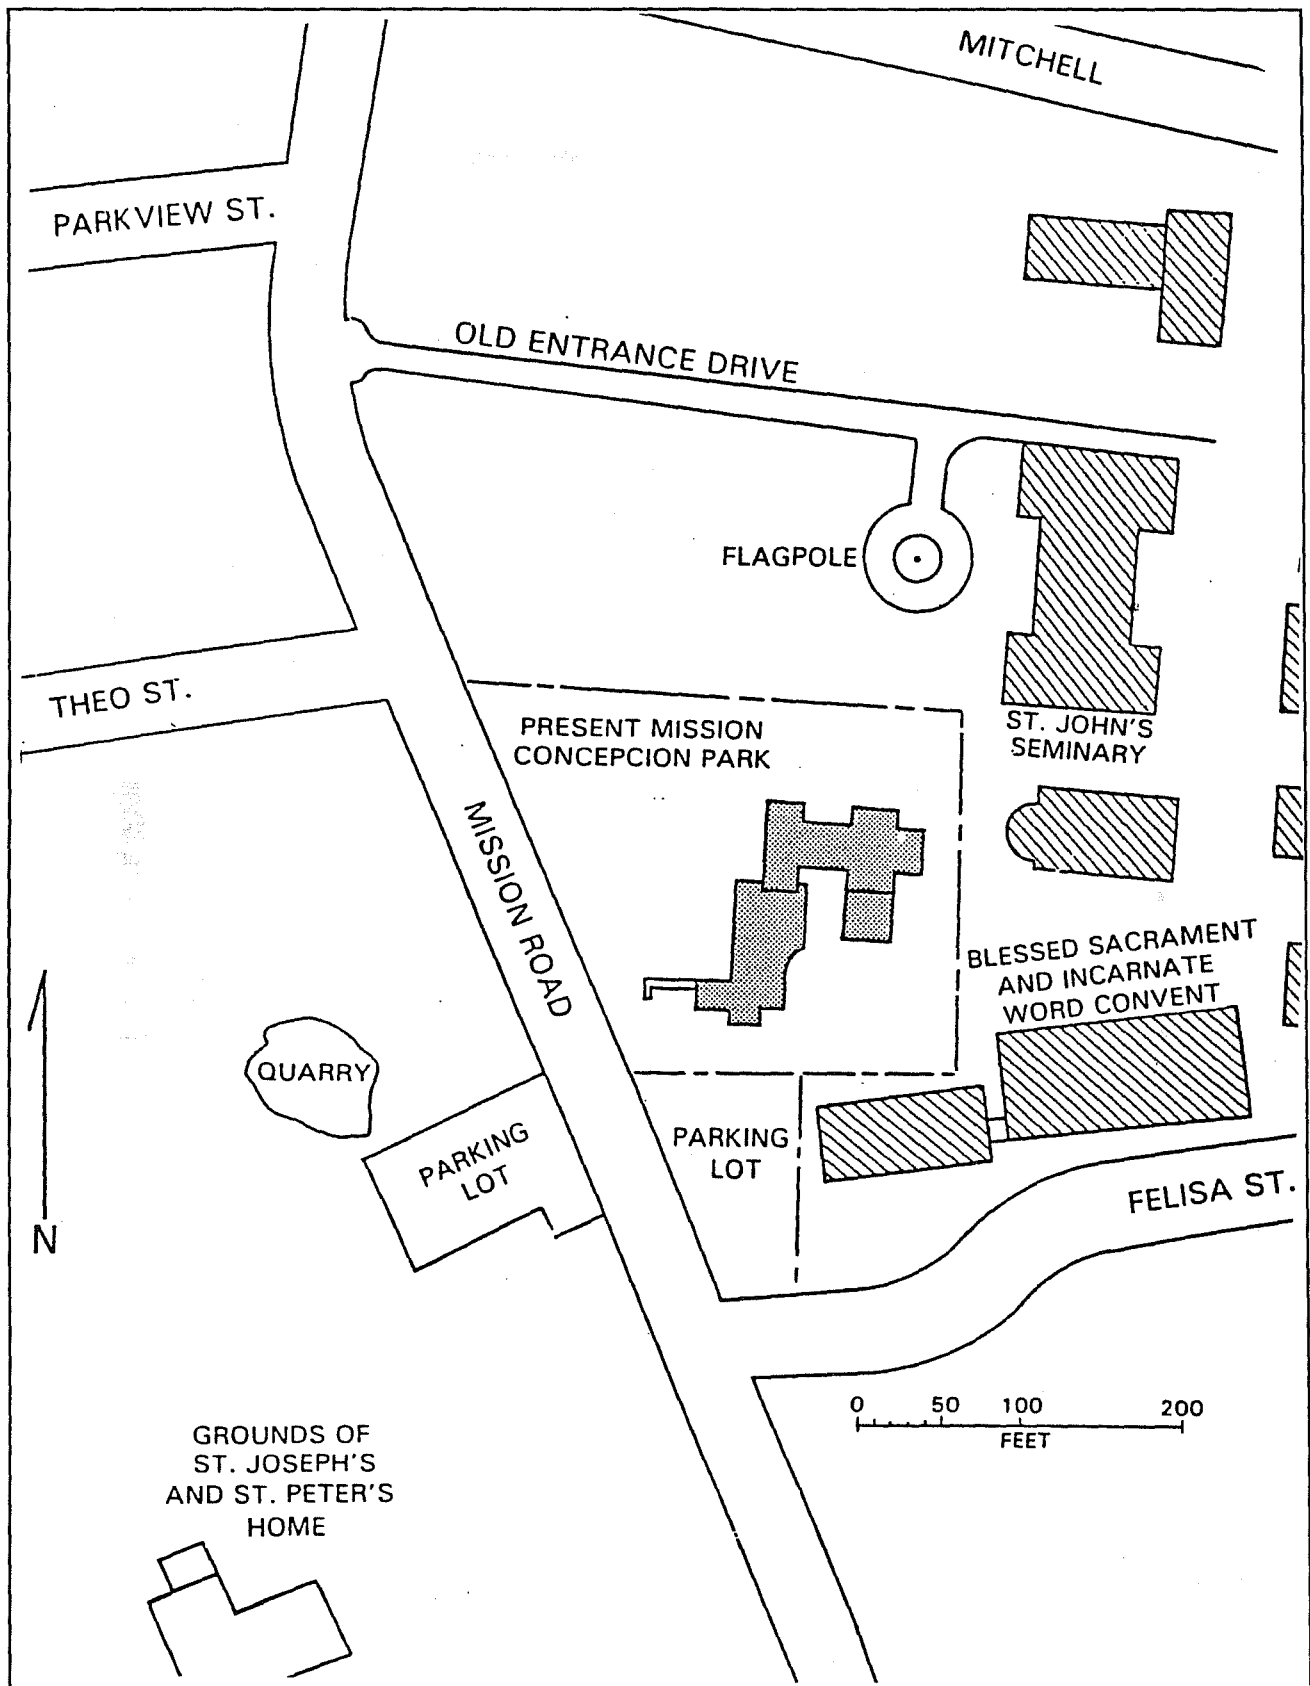 MITCHELL
PARKVIEW ST.
OLD ENTRANCE DRIVE
FLAGPOLE
THEO ST.
PRESENT MISSION
CONCEPCION PARK
ST. JOHN'S
SEMINARY
MISSION ROAD
BLESSED SACRAMENT
AND INCARNATE
WORD CONVENT
QUARRY
PARKING
LOT
PARKING
LOT
FELISA ST.
N
0 50 100 200
FEET
GROUNDS OF
ST. JOSEPH'S
AND ST. PETER'S
HOME